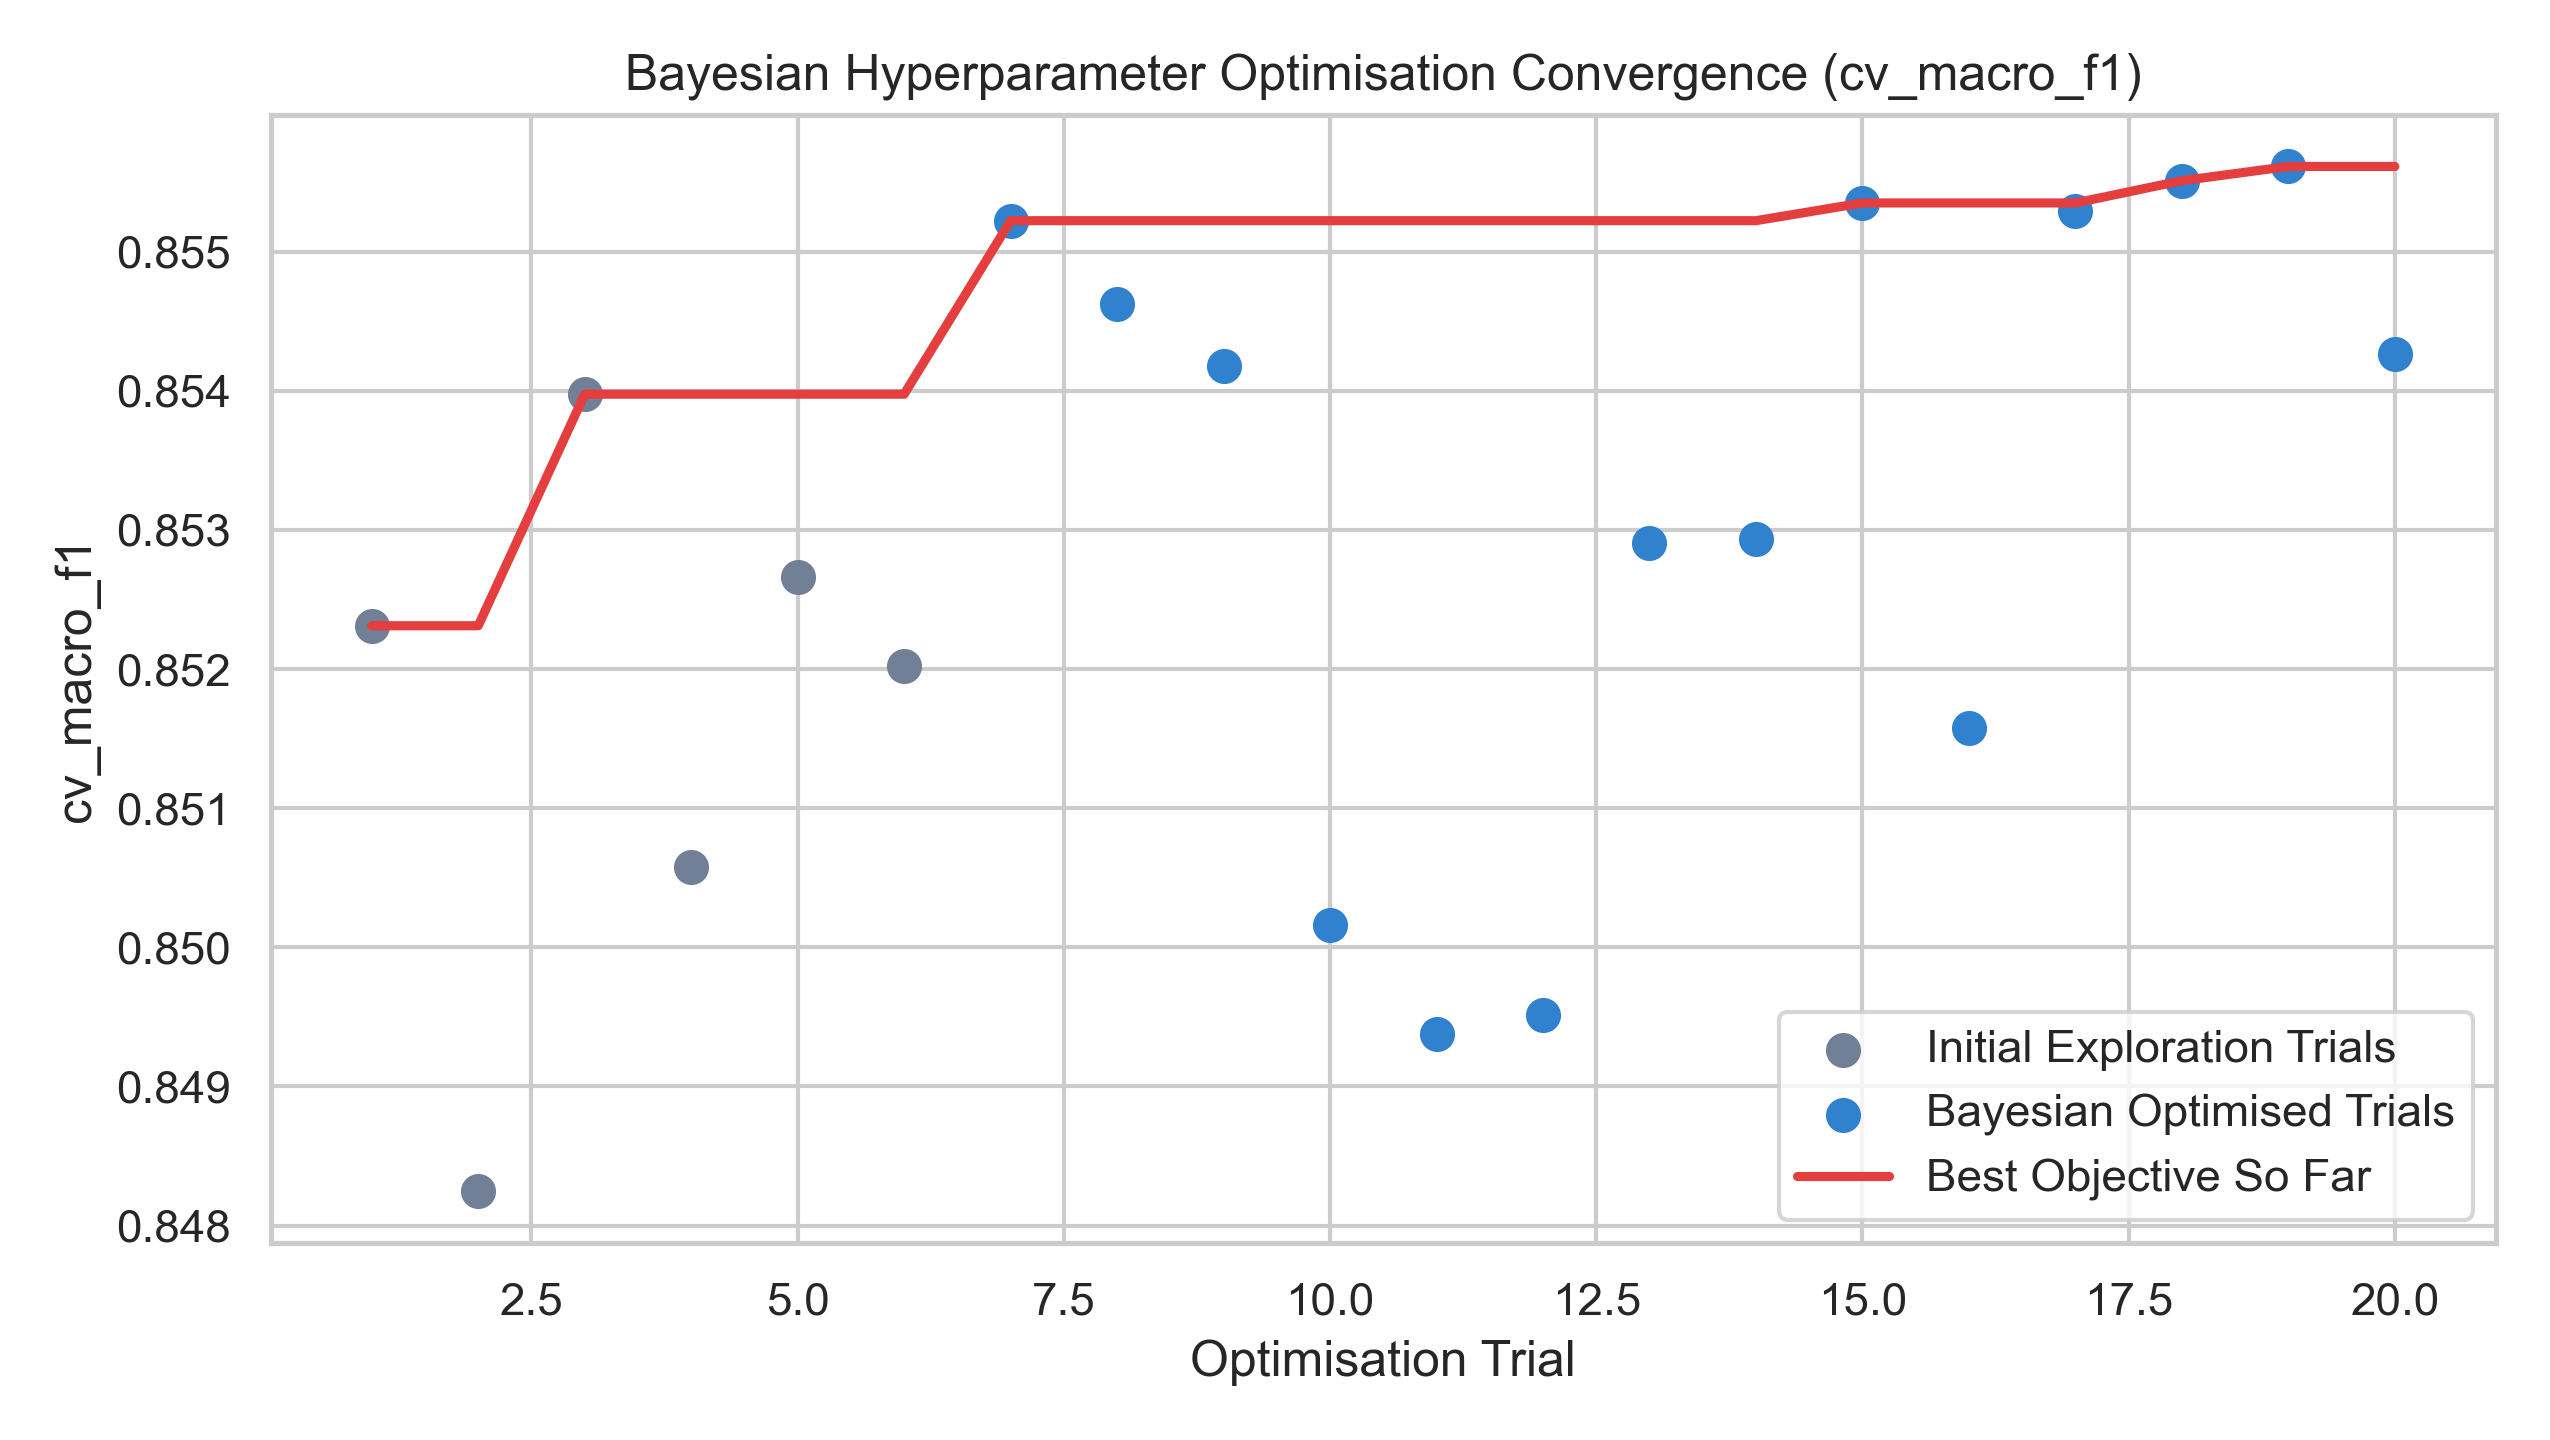 Bayesian Hyperparameter Optimisation Convergence (cv_macro_f1)
cv_macro_f1
0.855
0.854
0.853
0.852
0.851
0.850
0.849
0.848
Initial Exploration Trials
Bayesian Optimised Trials
Best Objective So Far
2.5 5.0 7.5 10.0 12.5 15.0 17.5 20.0
Optimisation Trial